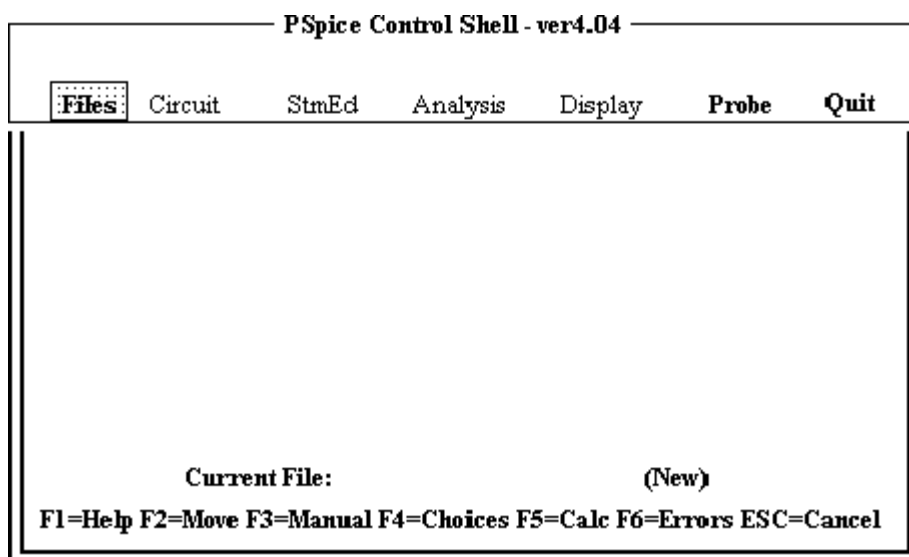 PSpice Control Shell - ver4.04
Files Circuit StmEd Analysis Display Probe Quit
Current File: (New)
F1=Help F2=Move F3=Manual F4=Choices F5=Calc F6=Errors ESC=Cancel